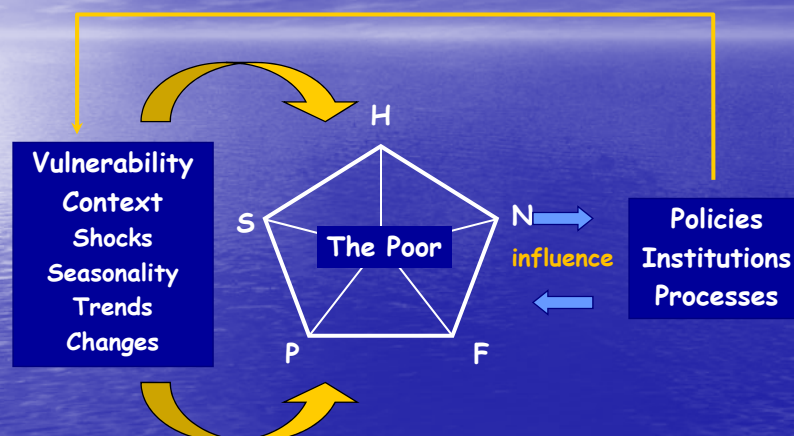 Vulnerability
Context
Shocks
Seasonality
Trends
Changes
H
S
The Poor
N
P
F
influence
Policies
Institutions
Processes